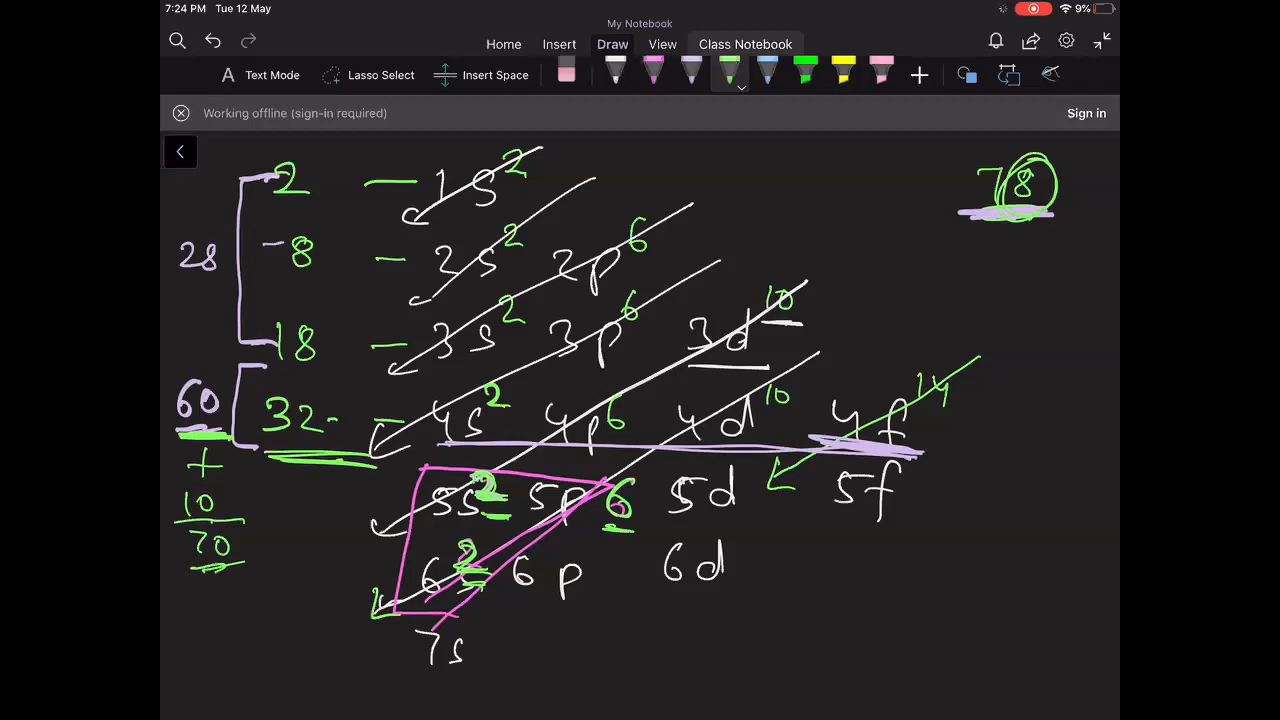 7:24 PM Tue 12 May 9%
My Notebook
Home Insert Draw View Class Notebook
Text Mode Lasso Select Insert Space
Working offline (sign-in required) Sign in
2 — 1s² 78
28 - 8 — 2s² 2p⁶
18 — 3s² 3p⁶ 3d¹⁰
60 32 - — 4s² 4p⁶ 4d¹⁰ 4f¹⁴
+
10 5s² 5p⁶ 5d 5f
70 6s² 6p 6d
7s